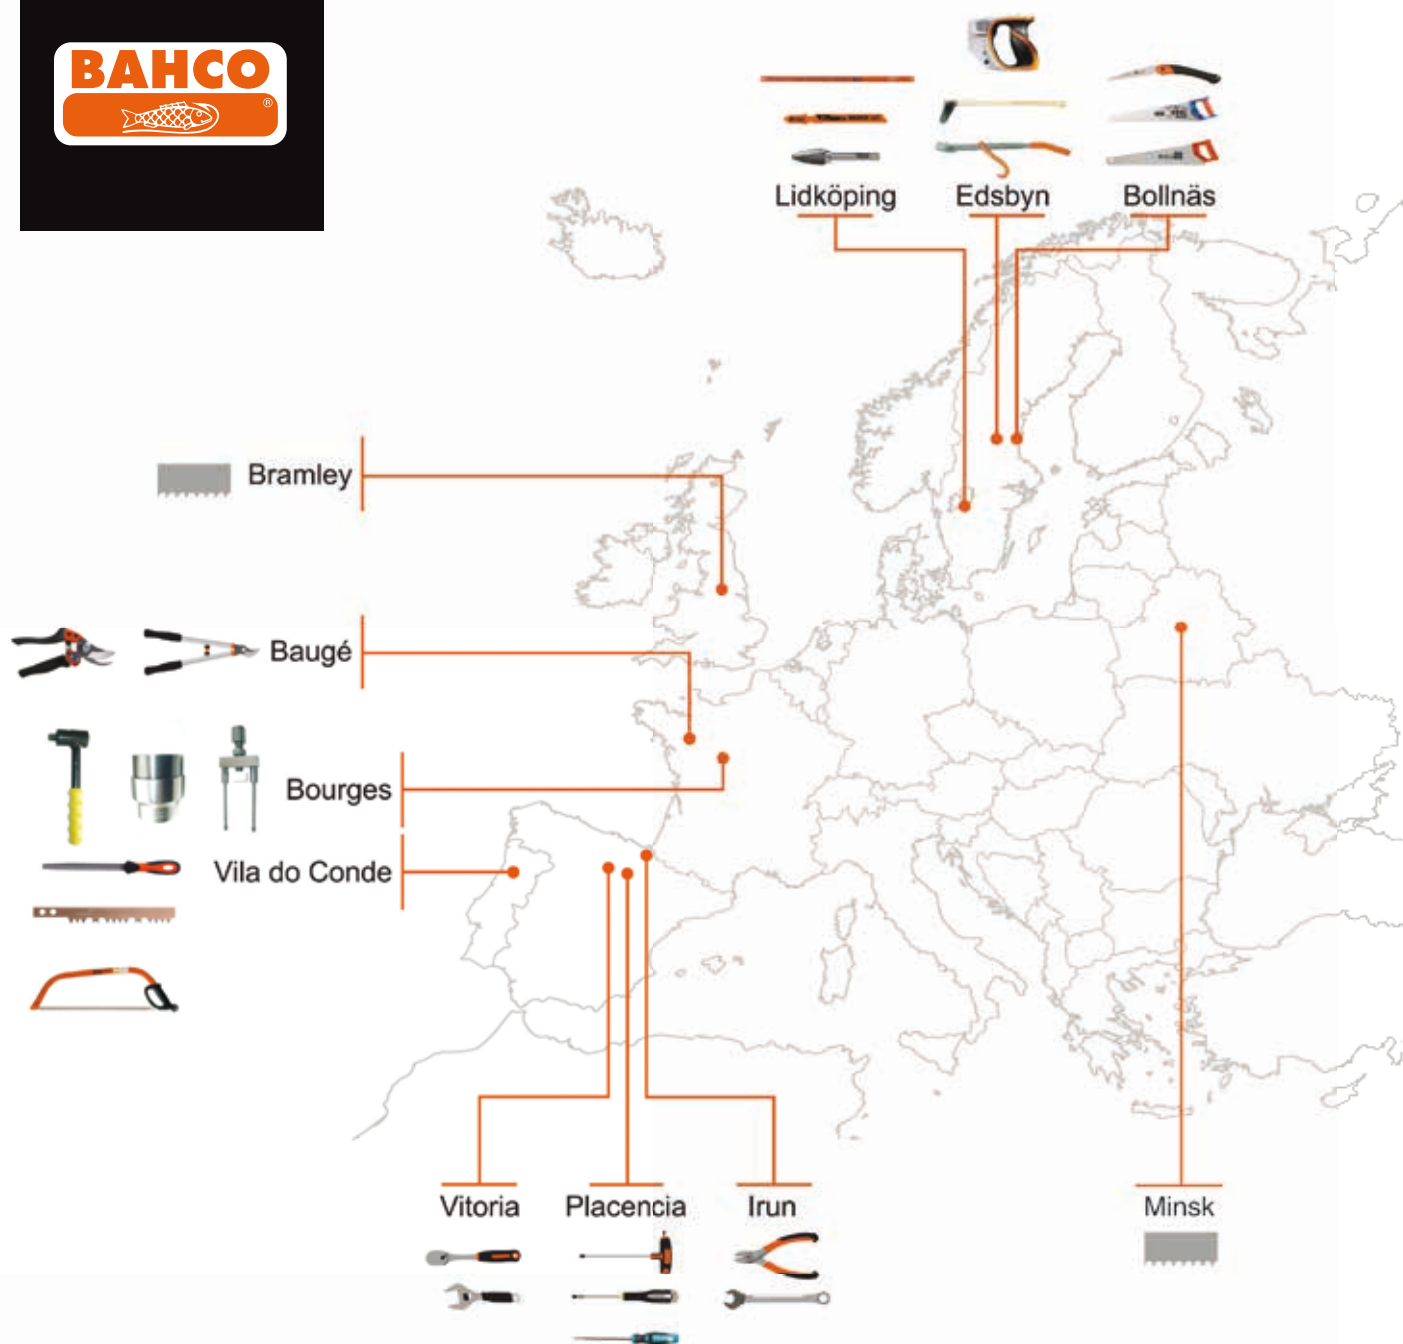 BAHCO
®
Lidköping
Edsbyn
Bollnäs
Bramley
Baugé
Bourges
Vila do Conde
Vitoria
Placencia
Irun
Minsk